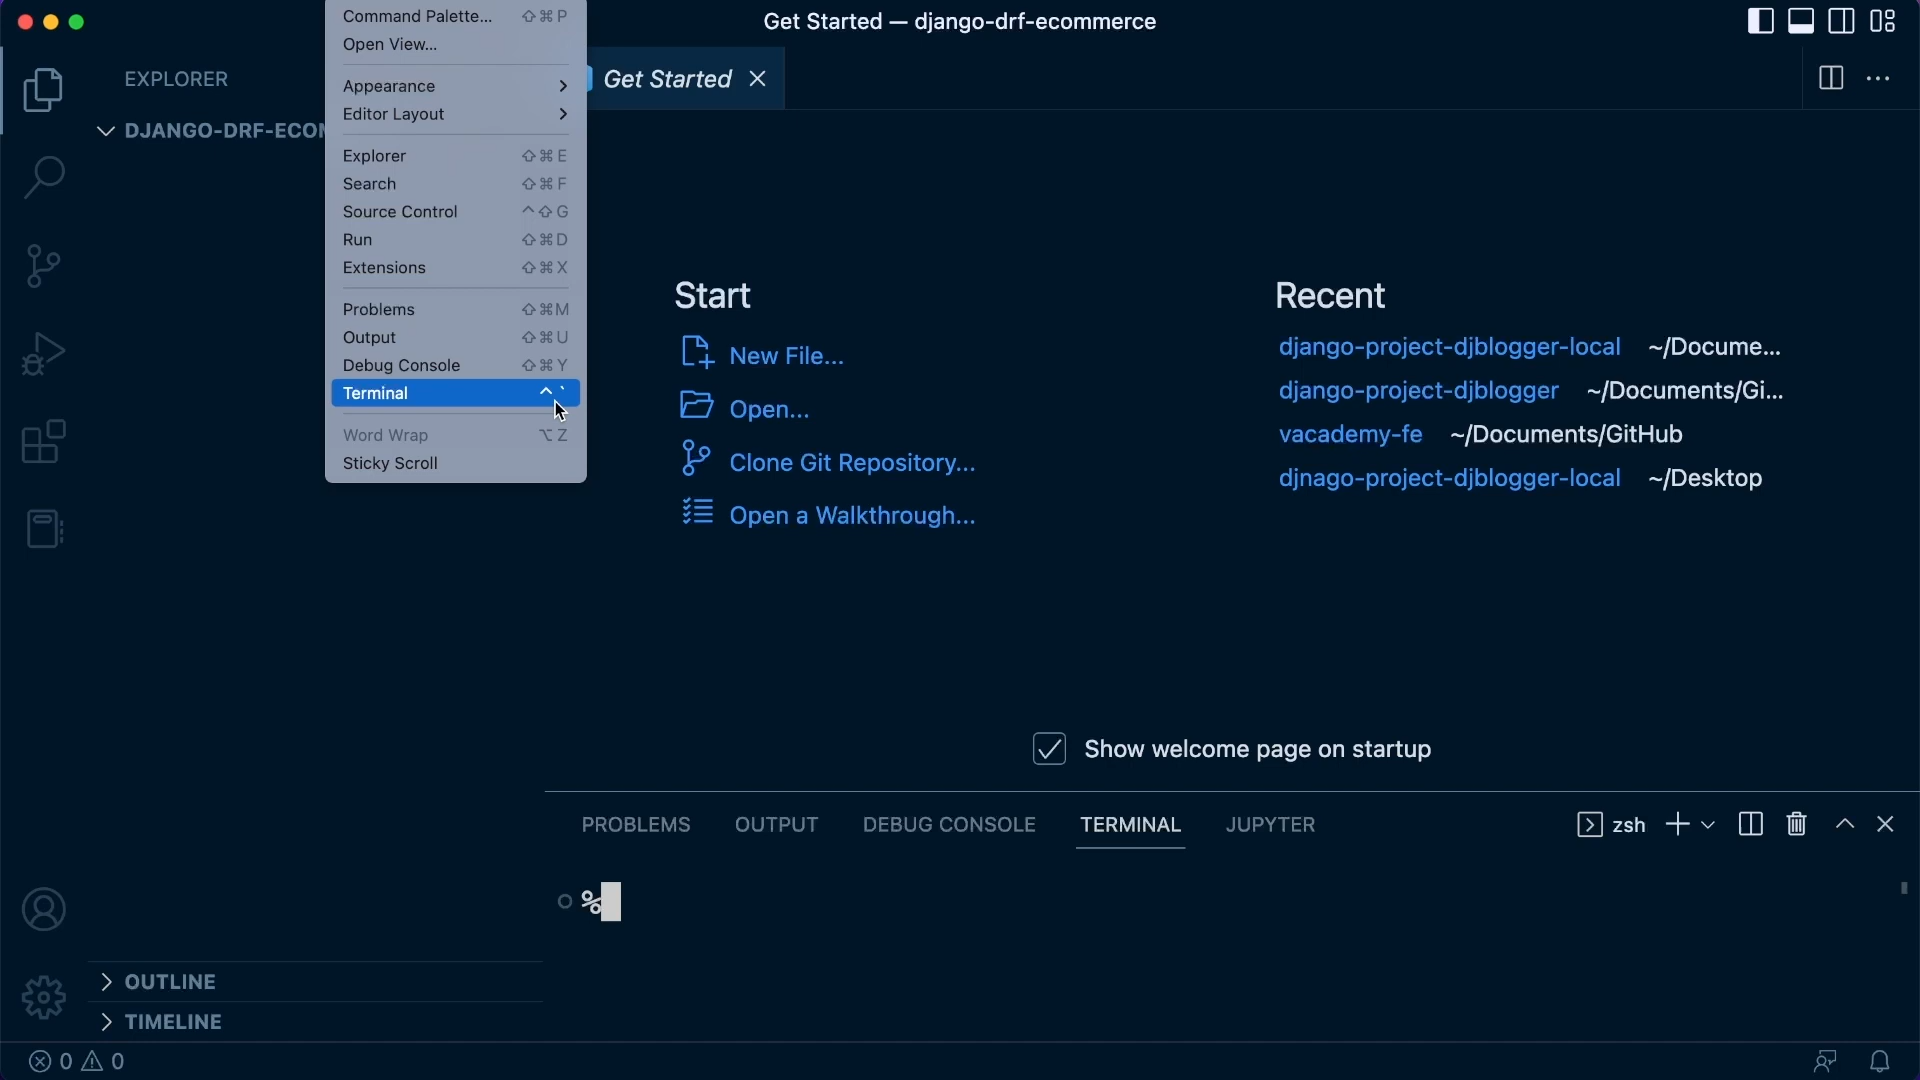 Get Started — django-drf-ecommerce
Command Palette... ⇧⌘P
Open View...
Appearance
Editor Layout
Explorer ⇧⌘E
Search ⇧⌘F
Source Control ^⇧G
Run ⇧⌘D
Extensions ⇧⌘X
Problems ⇧⌘M
Output ⇧⌘U
Debug Console ⇧⌘Y
Terminal ^`
Word Wrap ⌥Z
Sticky Scroll
EXPLORER
DJANGO-DRF-ECOM
Get Started
Start
New File...
Open...
Clone Git Repository...
Open a Walkthrough...
Recent
django-project-djblogger-local ~/Docume...
django-project-djblogger ~/Documents/Gi...
vacademy-fe ~/Documents/GitHub
djnago-project-djblogger-local ~/Desktop
Show welcome page on startup
PROBLEMS OUTPUT DEBUG CONSOLE TERMINAL JUPYTER zsh
%
OUTLINE
TIMELINE
0 0